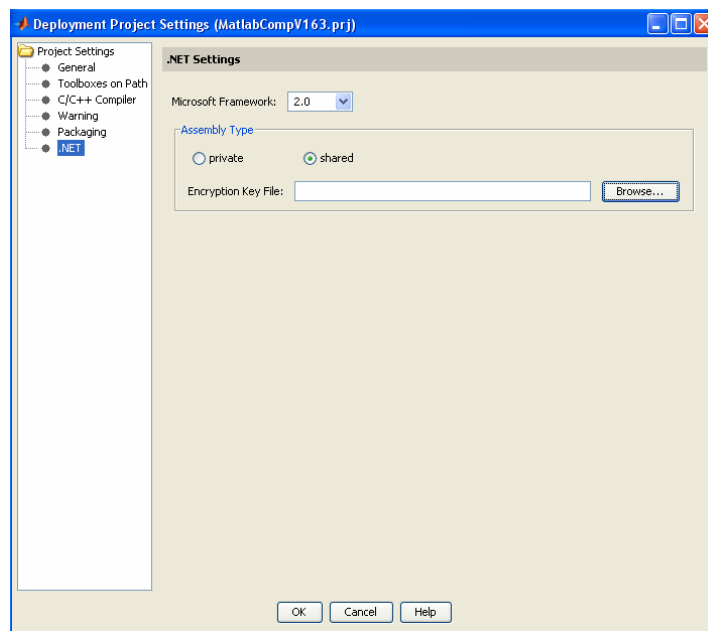 Deployment Project Settings (MatlabCompV163.prj)
Project Settings
General
Toolboxes on Path
C/C++ Compiler
Warning
Packaging
.NET
.NET Settings
Microsoft Framework: 2.0
Assembly Type
private shared
Encryption Key File: Browse...
OK Cancel Help